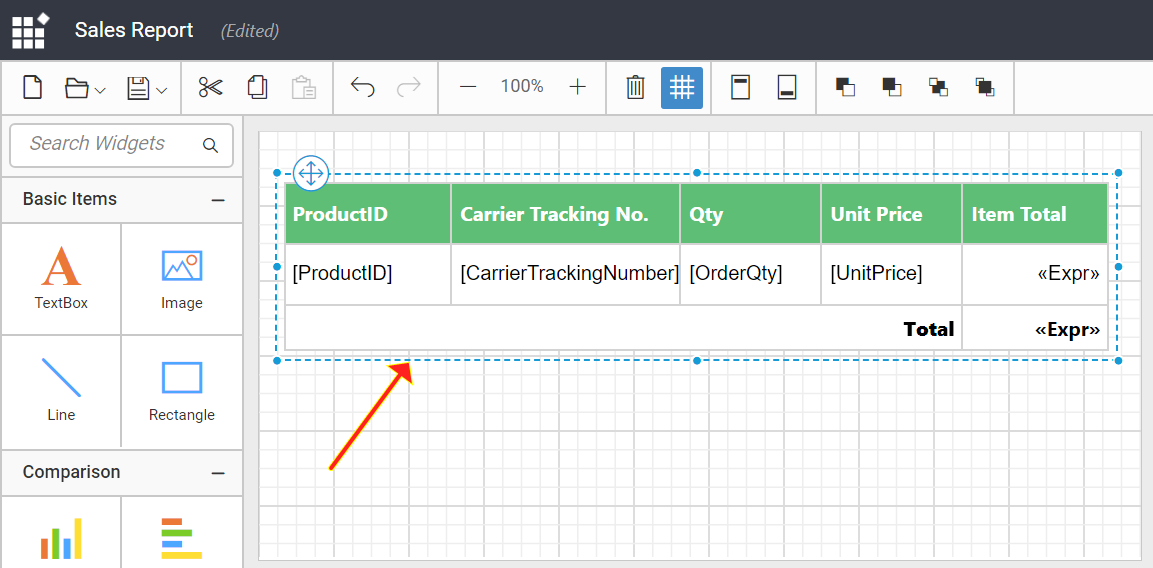 Sales Report (Edited)
100%
Search Widgets
Basic Items
TextBox
Image
Line
Rectangle
Comparison
ProductID Carrier Tracking No. Qty Unit Price Item Total
[ProductID] [CarrierTrackingNumber] [OrderQty] [UnitPrice] «Expr»
Total «Expr»